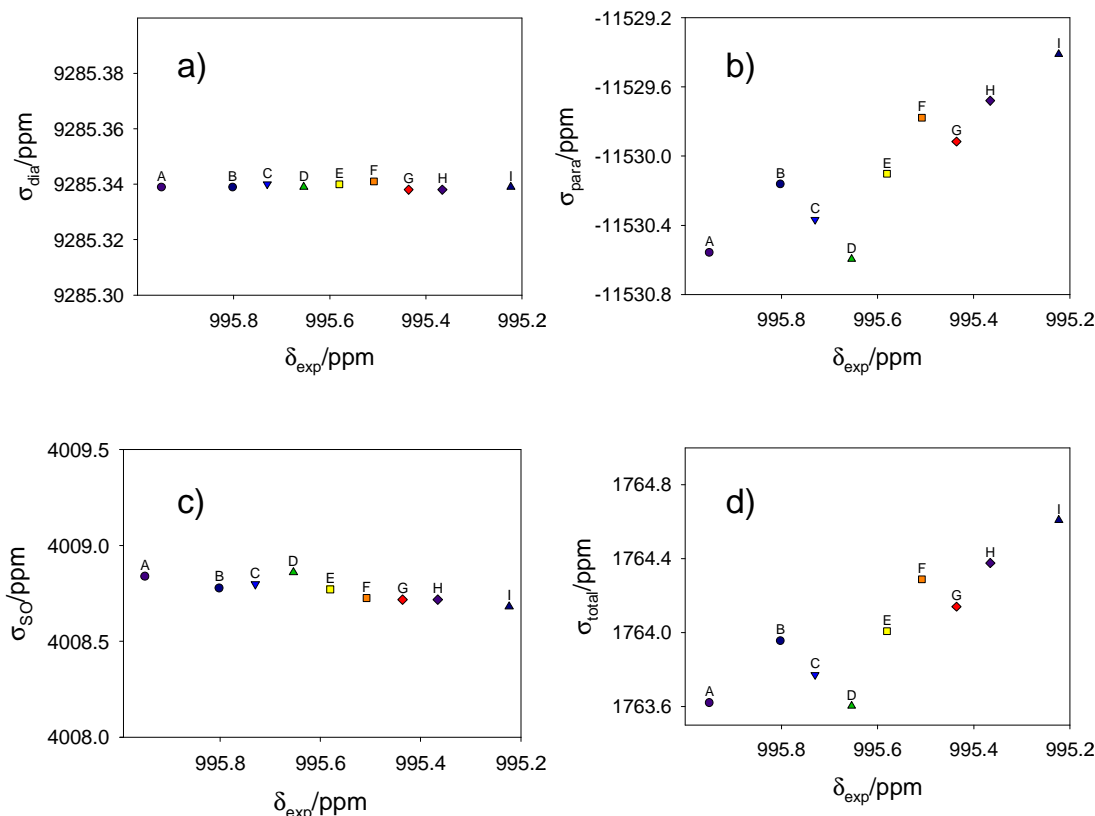 a)
σdia/ppm
9285.38
9285.36
9285.34
9285.32
9285.30
A B C D E F G H I
995.8 995.6 995.4 995.2
δexp/ppm
b)
σpara/ppm
-11529.2
-11529.6
-11530.0
-11530.4
-11530.8
A B C D E F G H I
995.8 995.6 995.4 995.2
δexp/ppm
c)
σSO/ppm
4009.5
4009.0
4008.5
4008.0
A B C D E F G H I
995.8 995.6 995.4 995.2
δexp/ppm
d)
σtotal/ppm
1764.8
1764.4
1764.0
1763.6
A B C D E F G H I
995.8 995.6 995.4 995.2
δexp/ppm